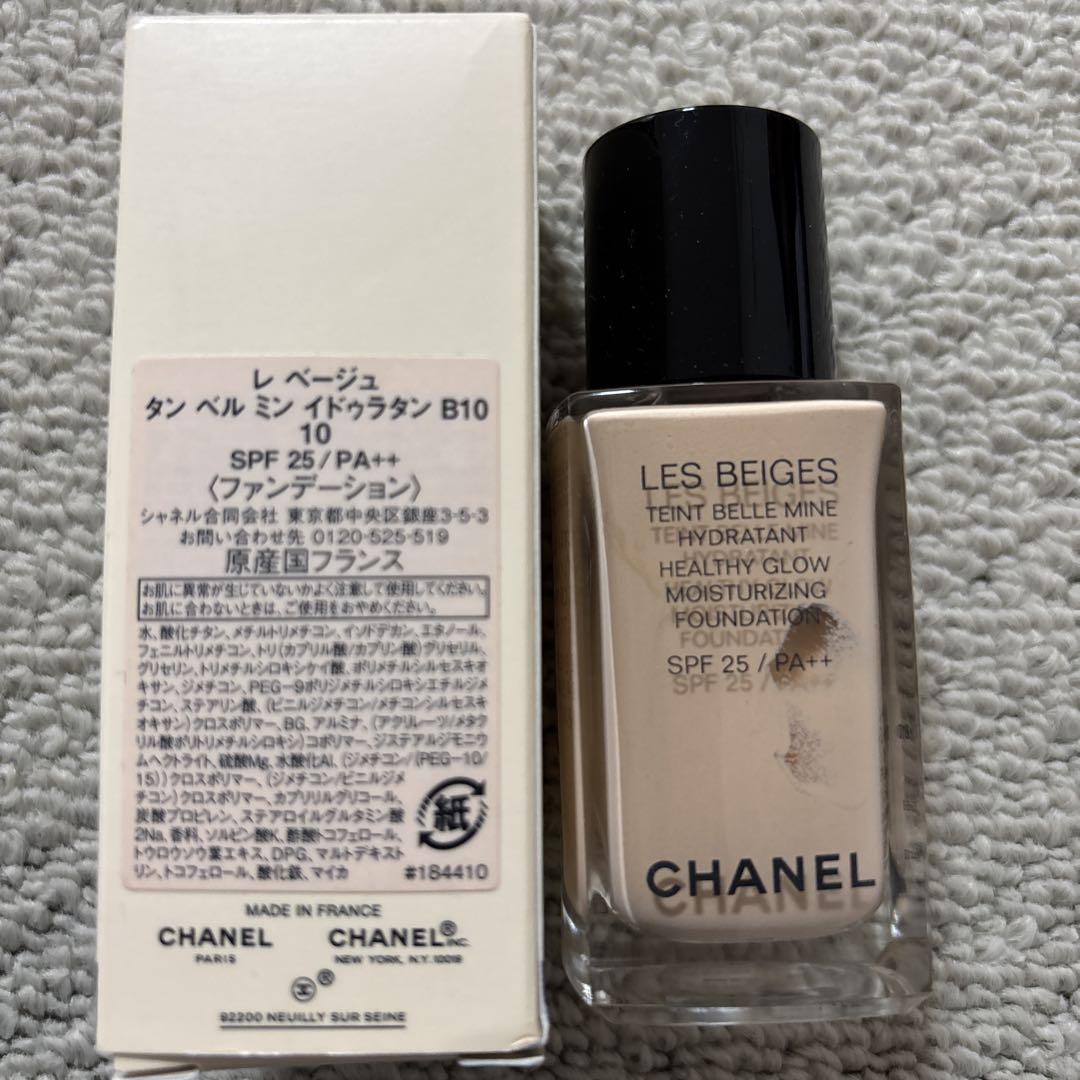 レ ベージュ
タン ベル ミン イドゥラタン B10
10
SPF 25/PA++
〈ファンデーション〉
シャネル合同会社 東京都中央区銀座3-5-3
お問い合わせ先 0120-525-519
原産国フランス
お肌に異常が生じていないかよく注意して使用してください。
お肌に合わないときは、ご使用をおやめください。
水、酸化チタン、メチルトリメチコン、イソドデカン、エタノール、
フェニルトリメチコン、トリ(カプリル酸/カプリン酸)グリセリル、
グリセリン、トリメチルシロキシケイ酸、ポリメチルシルセスキオ
キサン、ジメチコン、PEG-9ポリジメチルシロキシエチルジメ
チコン、ステアリン酸、(ビニルジメチコン/メチコンシルセスキ
オキサン)クロスポリマー、BG、アルミナ、(アクリレーツ/メタク
リル酸ポリトリメチルシロキシ)コポリマー、ジステアルジモニウ
ムヘクトライト、硫酸Mg、水酸化Al、(ジメチコン/(PEG-10/
15))クロスポリマー、(ジメチコン/ビニルジメ
チコン)クロスポリマー、カプリリルグリコール、
炭酸プロピレン、ステアロイルグルタミン酸
2Na、香料、ソルビン酸K、酢酸トコフェロール、
トウロウソウ葉エキス、DPG、マルトデキスト
リン、トコフェロール、酸化鉄、マイカ
紙
#184410
MADE IN FRANCE
CHANEL CHANEL® INC.
PARIS NEW YORK, N.Y. 10019
®
92200 NEUILLY SUR SEINE
LES BEIGES
TEINT BELLE MINE
HYDRATANT
HEALTHY GLOW
MOISTURIZING
FOUNDATION
SPF 25 / PA++
CHANEL